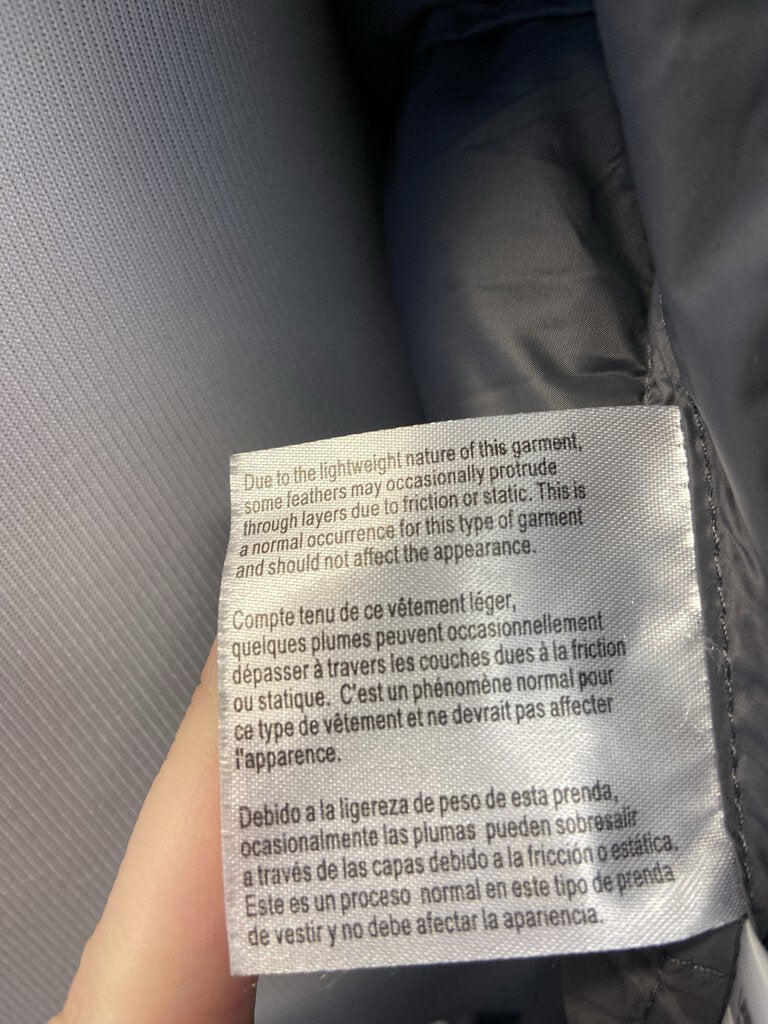 Due to the lightweight nature of this garment,
some feathers may occasionally protrude
through layers due to friction or static. This is
a normal occurrence for this type of garment
and should not affect the appearance.
Compte tenu de ce vêtement léger,
quelques plumes peuvent occasionnellement
dépasser à travers les couches dues à la friction
ou statique. C'est un phénomène normal pour
ce type de vêtement et ne devrait pas affecter
l'apparence.
Debido a la ligereza de peso de esta prenda,
ocasionalmente las plumas pueden sobresalir
a través de las capas debido a la fricción o estática.
Este es un proceso normal en este tipo de prenda
de vestir y no debe afectar la apariencia.